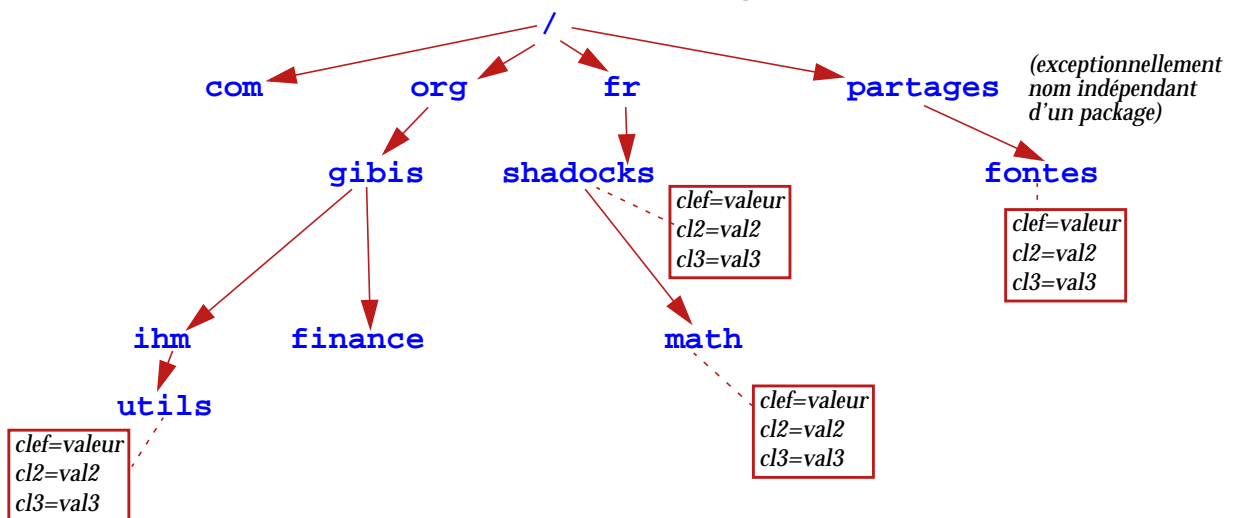 /
com
org
fr
partages
(exceptionnellement
nom indépendant
d'un package)
gibis
shadocks
fontes
clef=valeur
cl2=val2
cl3=val3
clef=valeur
cl2=val2
cl3=val3
ihm
finance
math
utils
clef=valeur
cl2=val2
cl3=val3
clef=valeur
cl2=val2
cl3=val3